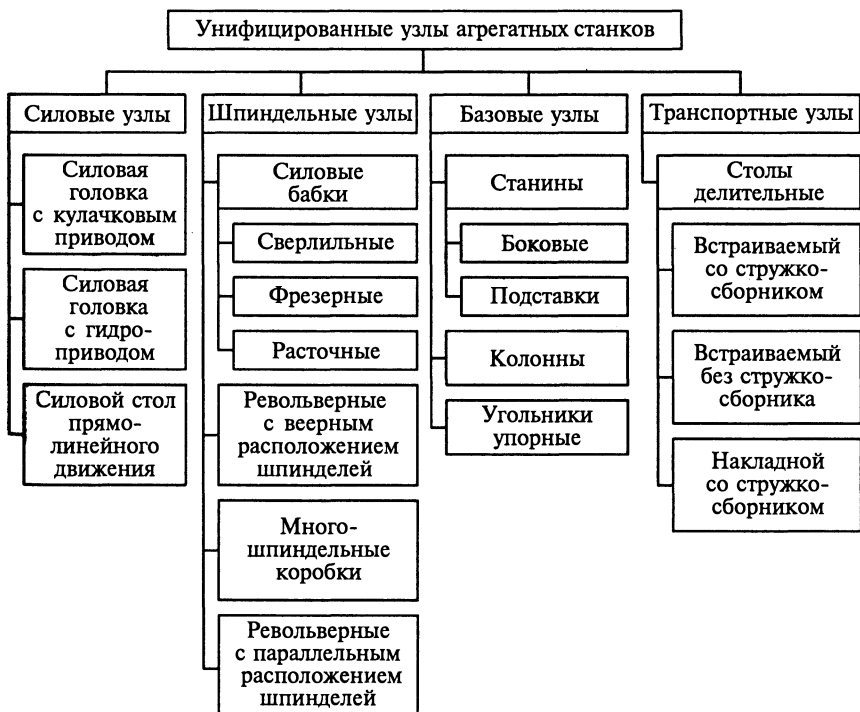 Унифицированные узлы агрегатных станков
Силовые узлы
Силовая
головка
с кулачковым
приводом
Силовая
головка
с гидро-
приводом
Силовой стол
прямо-
линейного
движения
Шпиндельные узлы
Силовые
бабки
Сверлильные
Фрезерные
Расточные
Револьверные
с веерным
расположением
шпинделей
Много-
шпиндельные
коробки
Револьверные
с параллельным
расположением
шпинделей
Базовые узлы
Станины
Боковые
Подставки
Колонны
Угольники
упорные
Транспортные узлы
Столы
делительные
Встраиваемый
со стружко-
сборником
Встраиваемый
без стружко-
сборника
Накладной
со стружко-
сборником